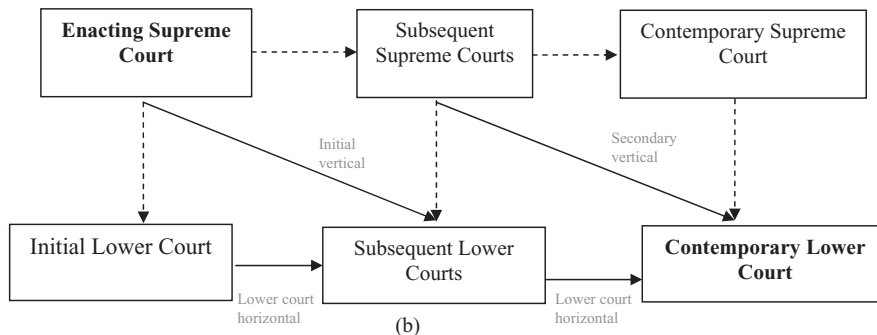 Enacting Supreme
Court
Subsequent
Supreme Courts
Contemporary Supreme
Court
Initial
vertical
Secondary
vertical
Initial Lower Court
Subsequent Lower
Courts
Contemporary Lower
Court
Lower court
horizontal
Lower court
horizontal
(b)